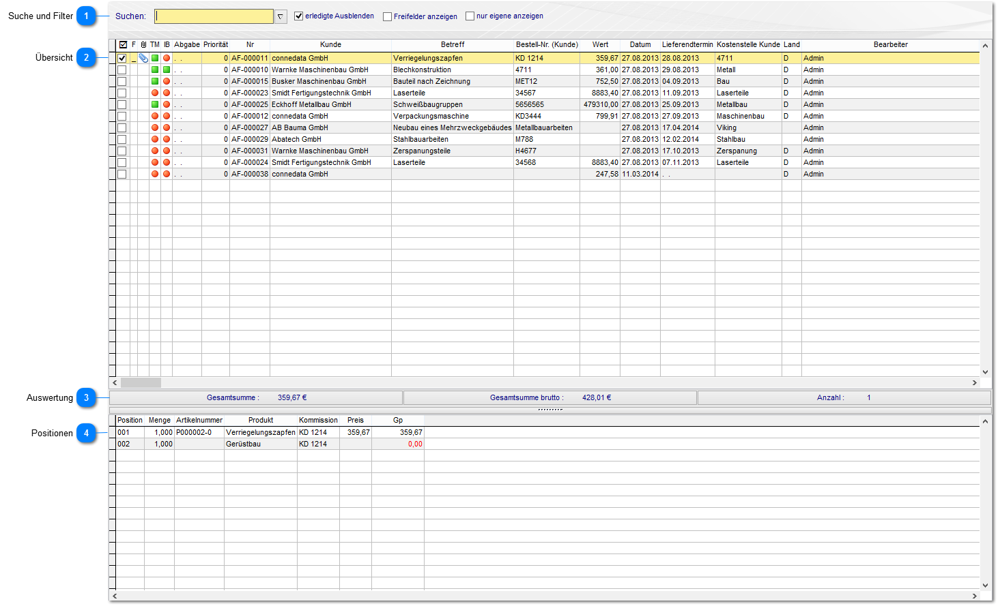 Suche und Filter 1 Suchen: erledigte Ausblenden Freifelder anzeigen nur eigene anzeigen
F TM IB Abgabe Priorität Nr Kunde Betreff Bestell-Nr. (Kunde) Wert Datum Lieferendtermin Kostenstelle Kunde Land Bearbeiter
Übersicht 2 _ . . 0 AF-000011 connedata GmbH Verriegelungszapfen KD 1214 359,67 27.08.2013 28.08.2013 4711 D Admin
. . 0 AF-000010 Warnke Maschinenbau GmbH Blechkonstruktion 4711 361,00 27.08.2013 29.08.2013 Metall D Admin
. . 0 AF-000015 Busker Maschinenbau GmbH Bauteil nach Zeichnung MET12 752,50 27.08.2013 04.09.2013 Bau D Admin
. . 0 AF-000023 Smidt Fertigungstechnik GmbH Laserteile 34567 8883,40 27.08.2013 11.09.2013 Laserteile D Admin
. . 0 AF-000025 Eckhoff Metallbau GmbH Schweißbaugruppen 5656565 479310,00 27.08.2013 25.09.2013 Metallbau D Admin
. . 0 AF-000012 connedata GmbH Verpackungsmaschine KD3444 799,91 27.08.2013 27.09.2013 Maschinenbau D Admin
. . 0 AF-000027 AB Bauma GmbH Neubau eines Mehrzweckgebäudes Metallbauarbeiten 27.08.2013 17.04.2014 Viking Admin
. . 0 AF-000029 Abatech GmbH Stahlbauarbeiten M788 27.08.2013 12.02.2014 Stahlbau Admin
. . 0 AF-000031 Warnke Maschinenbau GmbH Zerspanungsteile H4677 27.08.2013 17.10.2013 Zerspanung D Admin
. . 0 AF-000024 Smidt Fertigungstechnik GmbH Laserteile 34568 8883,40 27.08.2013 07.11.2013 Laserteile D Admin
. . 0 AF-000038 connedata GmbH 247,58 11.03.2014 . . D Admin
Auswertung 3 Gesamtsumme : 359,67 € Gesamtsumme brutto : 428,01 € Anzahl : 1
Position Menge Artikelnummer Produkt Kommission Preis Gp
Positionen 4 001 1,000 P000002-0 Verriegelungszapfen KD 1214 359,67 359,67
002 1,000 Gerüstbau KD 1214 0,00